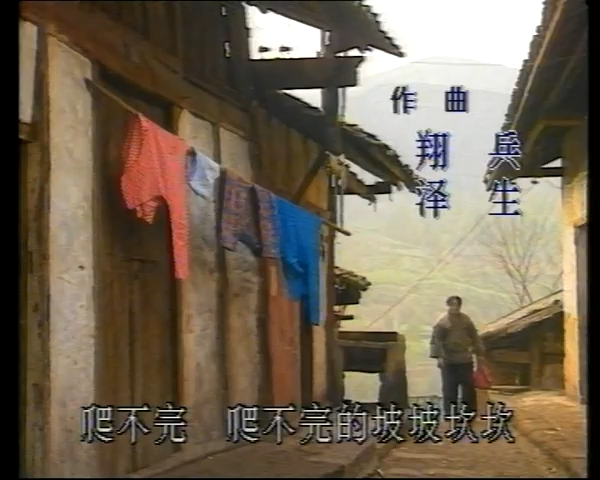 作曲
翔 兵
泽 生
爬不完 爬不完的坡坡坎坎